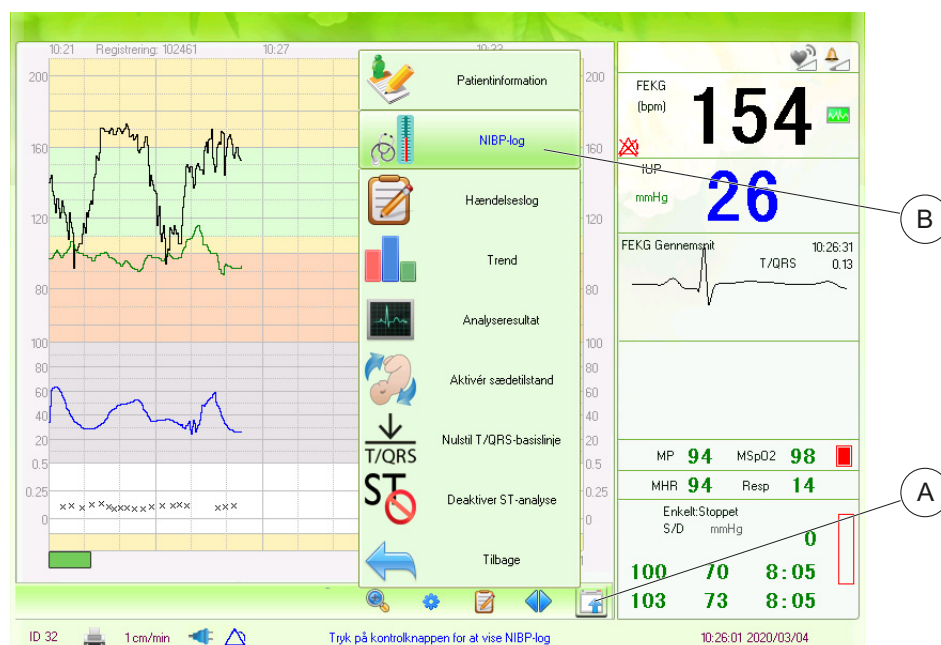 10:21 Registrering: 102461 10:27 10:33
200 200
160 160
120 120
80 80
100 100
80 80
60 60
40 40
20 20
0.5 0.5
0.25 0.25
0 0
Patientinformation
NIBP-log
Hændelseslog
Trend
Analyseresultat
Aktivér sædetilstand
T/QRS
Nulstil T/QRS-basislinje
ST
Deaktiver ST-analyse
Tilbage
FEKG
(bpm)
154
IUP
mmHg
26
FEKG Gennemsnit 10:26:31
T/QRS 0.13
MP 94 MSpO2 98
MHR 94 Resp 14
Enkelt:Stoppet
S/D mmHg
0
100 70 8:05
103 73 8:05
B
A
ID 32 1 cm/min Tryk på kontrolknappen for at vise NIBP-log 10:26:01 2020/03/04